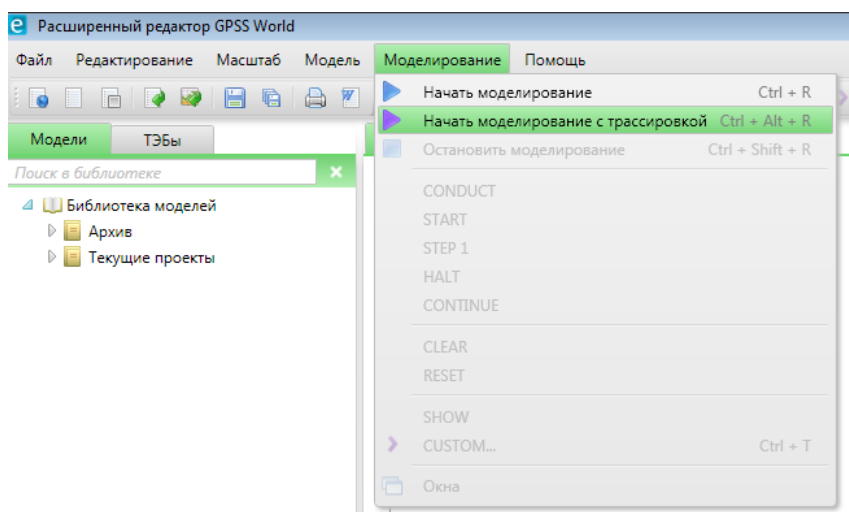 Расширенный редактор GPSS World
Файл Редактирование Масштаб Модель Моделирование Помощь
Начать моделирование Ctrl + R
Начать моделирование с трассировкой Ctrl + Alt + R
Остановить моделирование Ctrl + Shift + R
CONDUCT
START
STEP 1
HALT
CONTINUE
CLEAR
RESET
SHOW
CUSTOM... Ctrl + T
Окна
Модели ТЭБы
Поиск в библиотеке
Библиотека моделей
Архив
Текущие проекты